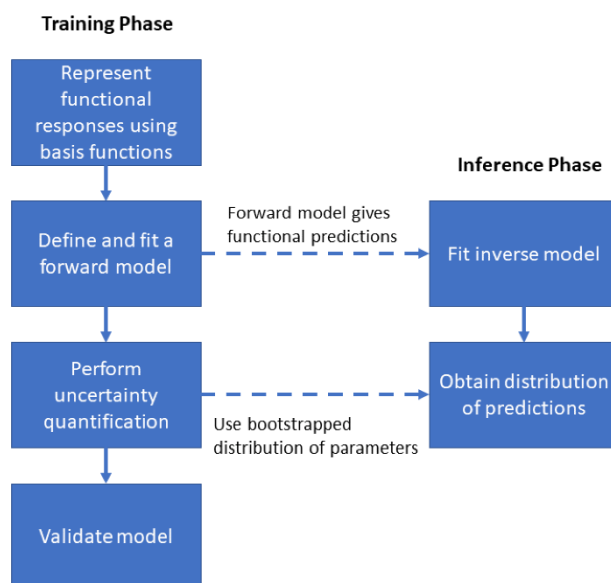 Training Phase
Represent
functional
responses using
basis functions
Inference Phase
Define and fit a
forward model
Forward model gives
functional predictions
Fit inverse model
Perform
uncertainty
quantification
Use bootstrapped
distribution of parameters
Obtain distribution
of predictions
Validate model